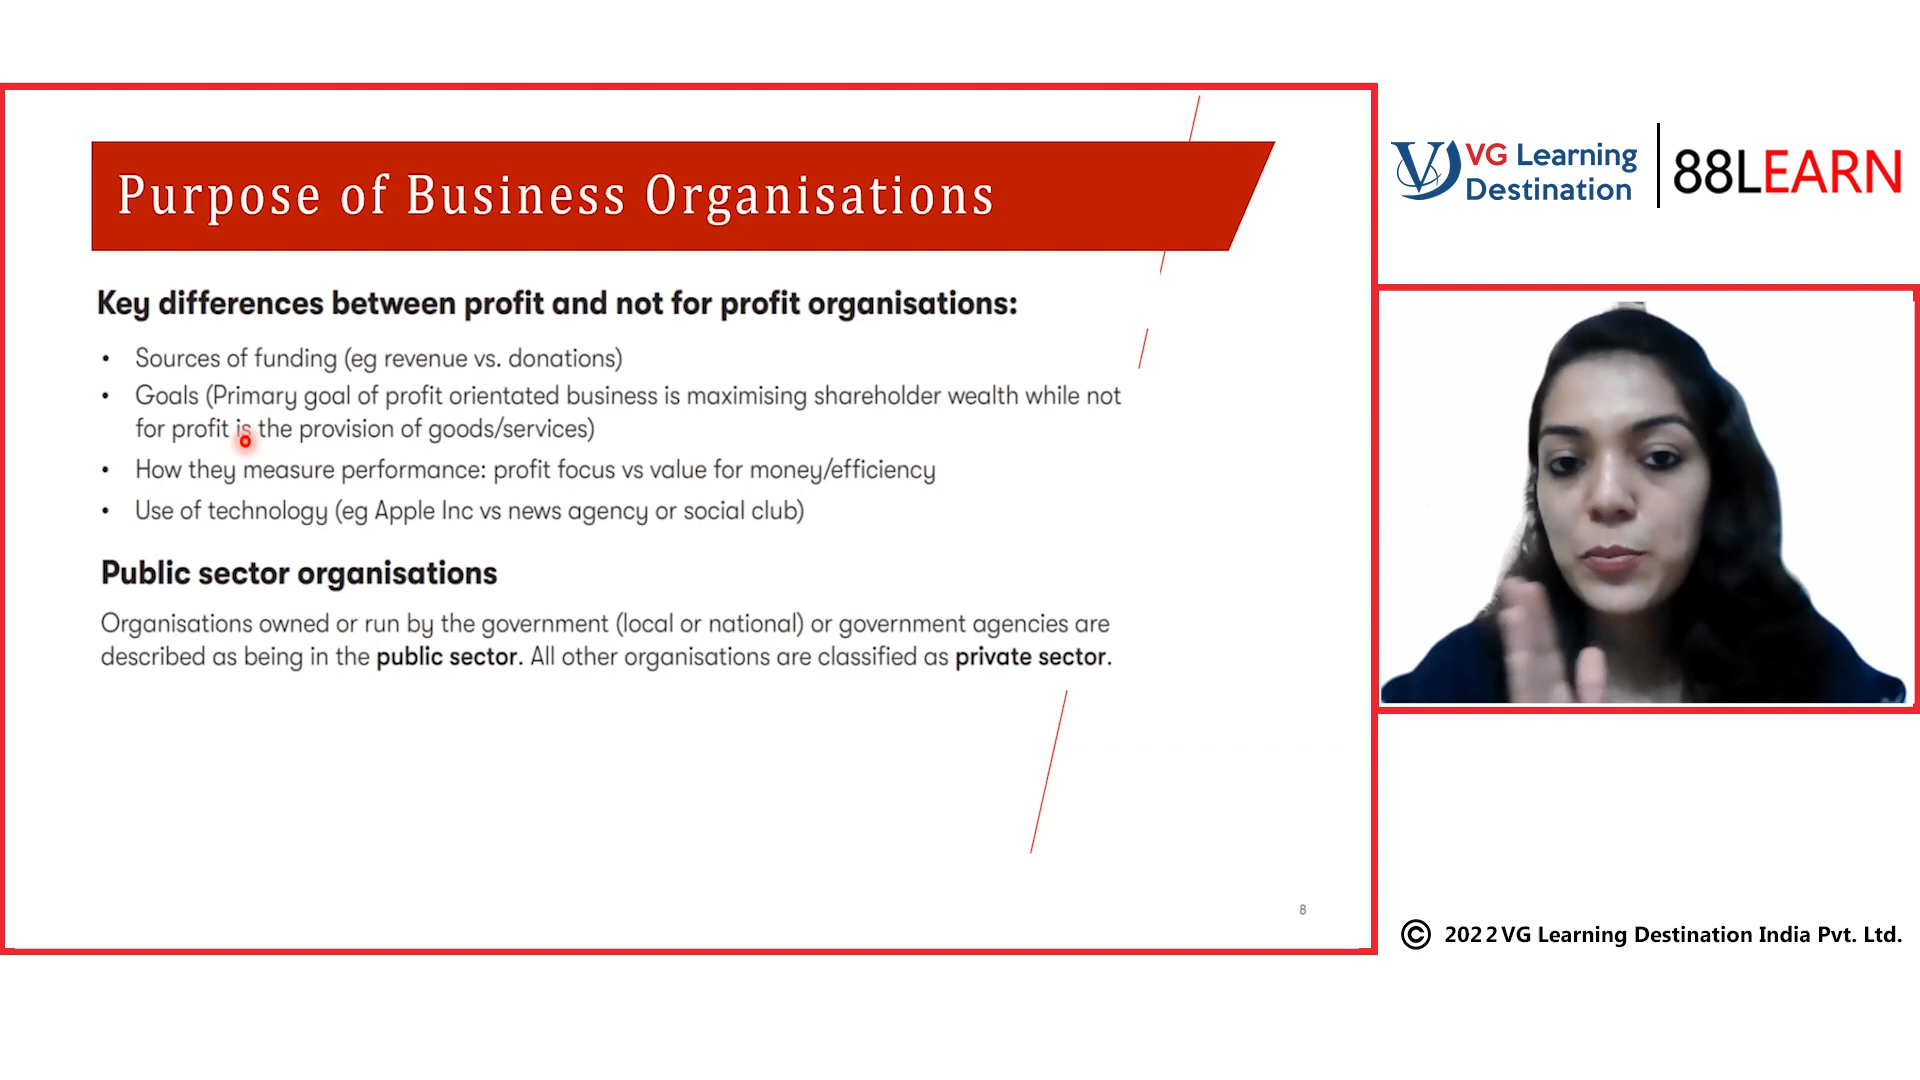 Purpose of Business Organisations
Key differences between profit and not for profit organisations:
• Sources of funding (eg revenue vs. donations)
• Goals (Primary goal of profit orientated business is maximising shareholder wealth while not
for profit is the provision of goods/services)
• How they measure performance: profit focus vs value for money/efficiency
• Use of technology (eg Apple Inc vs news agency or social club)
Public sector organisations
Organisations owned or run by the government (local or national) or government agencies are
described as being in the public sector. All other organisations are classified as private sector.
8
VG Learning
Destination
88LEARN
© 2022 VG Learning Destination India Pvt. Ltd.